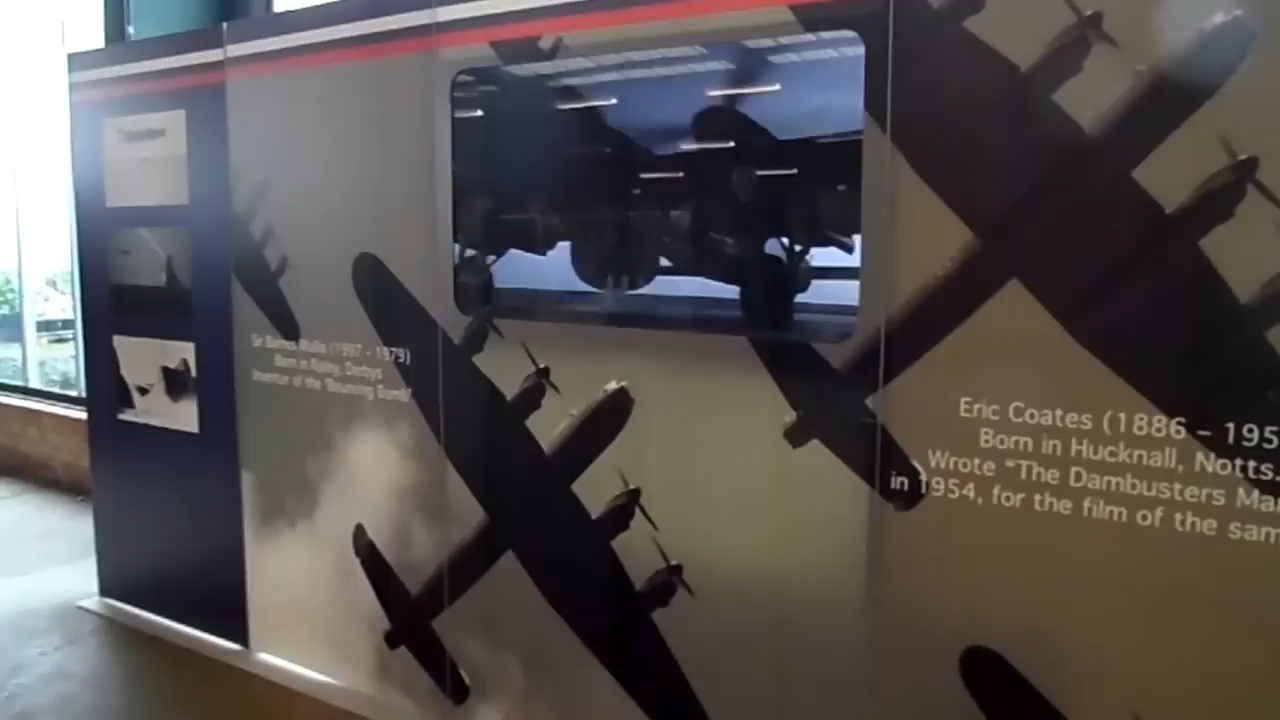 Sir Barnes Wallis (1997 - 1979)
Born in Ripley, Derbys
Inventor of the 'Bouncing Bomb'
Eric Coates (1886 – 195
Born in Hucknall, Notts.
Wrote "The Dambusters Ma
in 1954, for the film of the sam